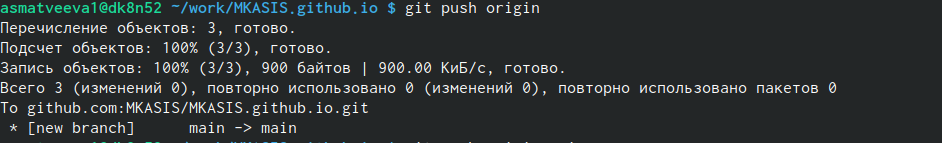 asmatveeva1@dk8n52 ~/work/MKASIS.github.io $ git push origin
Перечисление объектов: 3, готово.
Подсчет объектов: 100% (3/3), готово.
Запись объектов: 100% (3/3), 900 байтов | 900.00 КиБ/с, готово.
Всего 3 (изменений 0), повторно использовано 0 (изменений 0), повторно использовано пакетов 0
To github.com:MKASIS/MKASIS.github.io.git
 * [new branch]      main -> main